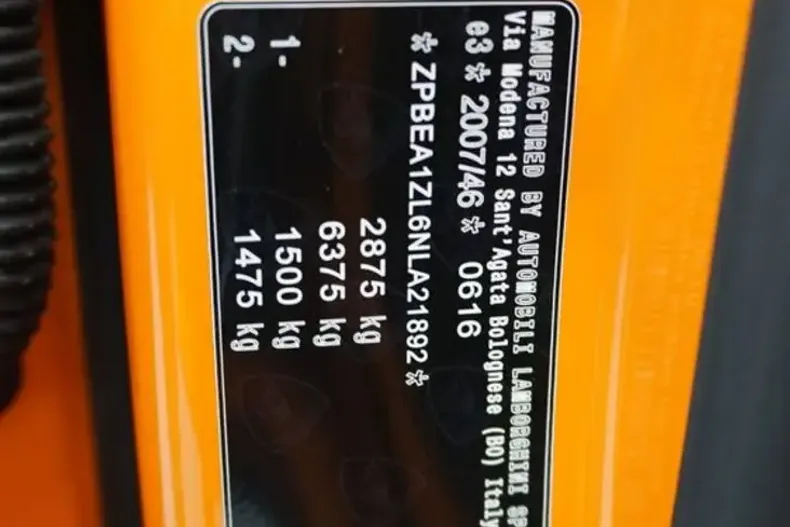 MANUFACTURED BY AUTOMOBILI LAMBORGHINI SP
Via Modena 12 Sant'Agata Bolognese (BO) Italy
e3 * 2007/46 * 0616
* ZPBEA1ZL6NLA21892 *
2875 kg
6375 kg
1- 1500 kg
2- 1475 kg